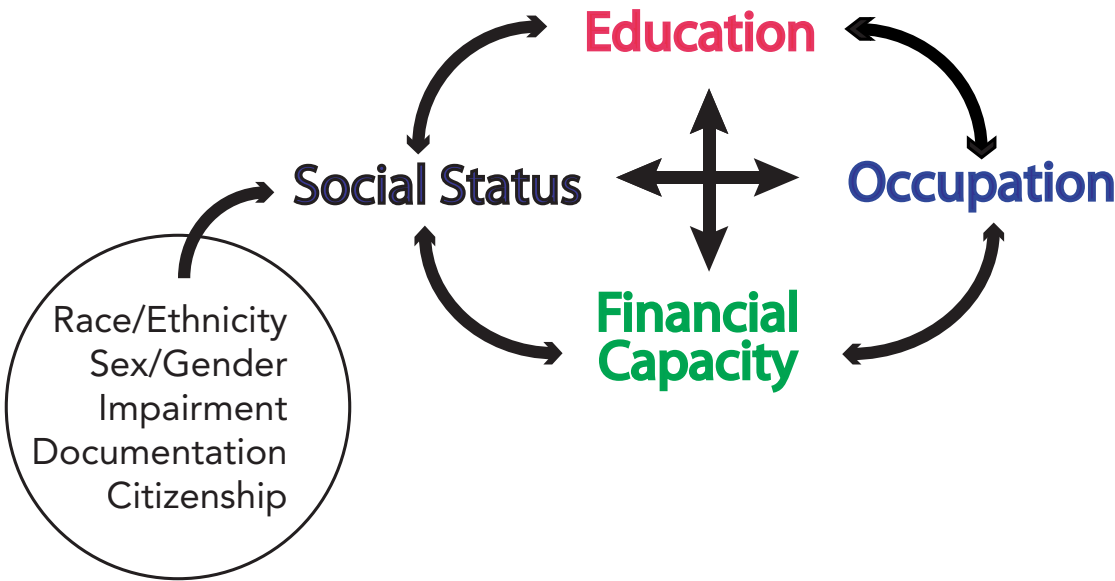 Education
Social Status
Occupation
Financial
Capacity
Race/Ethnicity
Sex/Gender
Impairment
Documentation
Citizenship